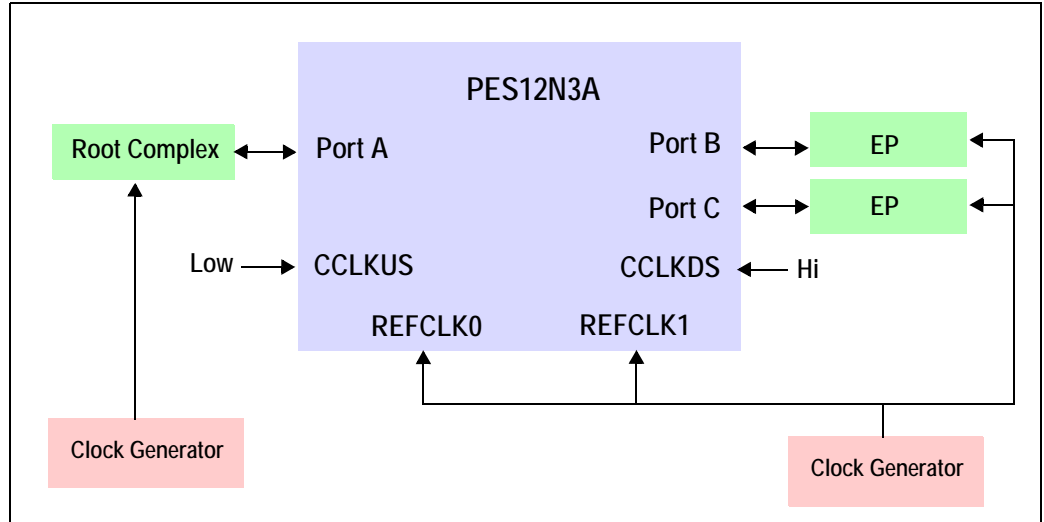 PES12N3A
Root Complex
Port A
Port B
EP
Port C
EP
Low
CCLKUS
CCLKDS
Hi
REFCLK0
REFCLK1
Clock Generator
Clock Generator